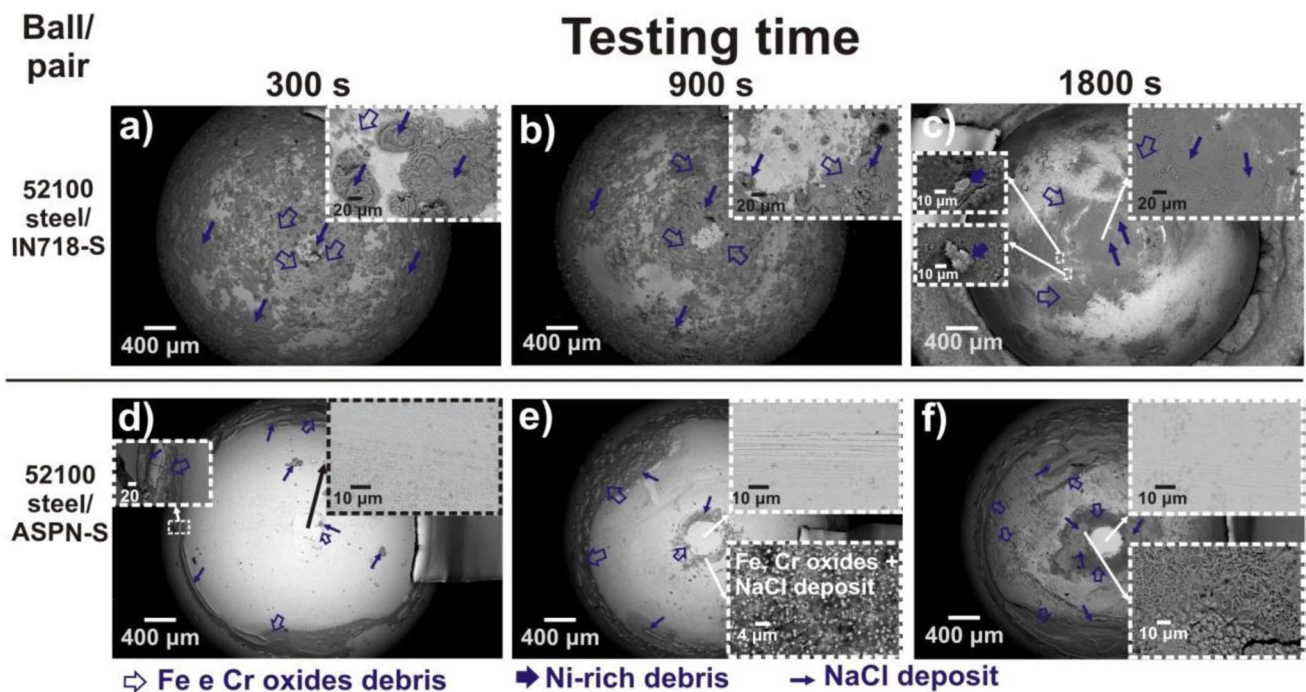 Ball/
pair
Testing time
300 s
900 s
1800 s
52100
steel/
IN718-S
a)
20 µm
400 µm
b)
20 µm
400 µm
c)
10 µm
10 µm
20 µm
400 µm
52100
steel/
ASPN-S
d)
20
10 µm
400 µm
e)
10 µm
Fe, Cr oxides +
NaCl deposit
4 µm
400 µm
f)
10 µm
10 µm
400 µm
Fe e Cr oxides debris
Ni-rich debris
NaCl deposit